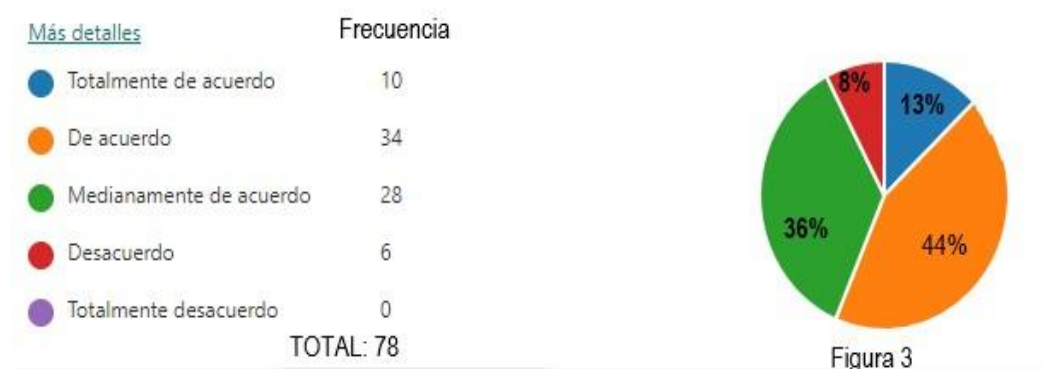 Más detalles Frecuencia
Totalmente de acuerdo 10
De acuerdo 34
Medianamente de acuerdo 28
Desacuerdo 6
Totalmente desacuerdo 0
TOTAL: 78
8%
13%
36%
44%
Figura 3